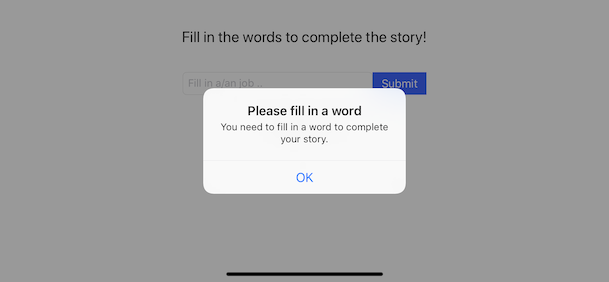 Fill in the words to complete the story!
Fill in a/an job ..
Submit
Please fill in a word
You need to fill in a word to complete
your story.
OK